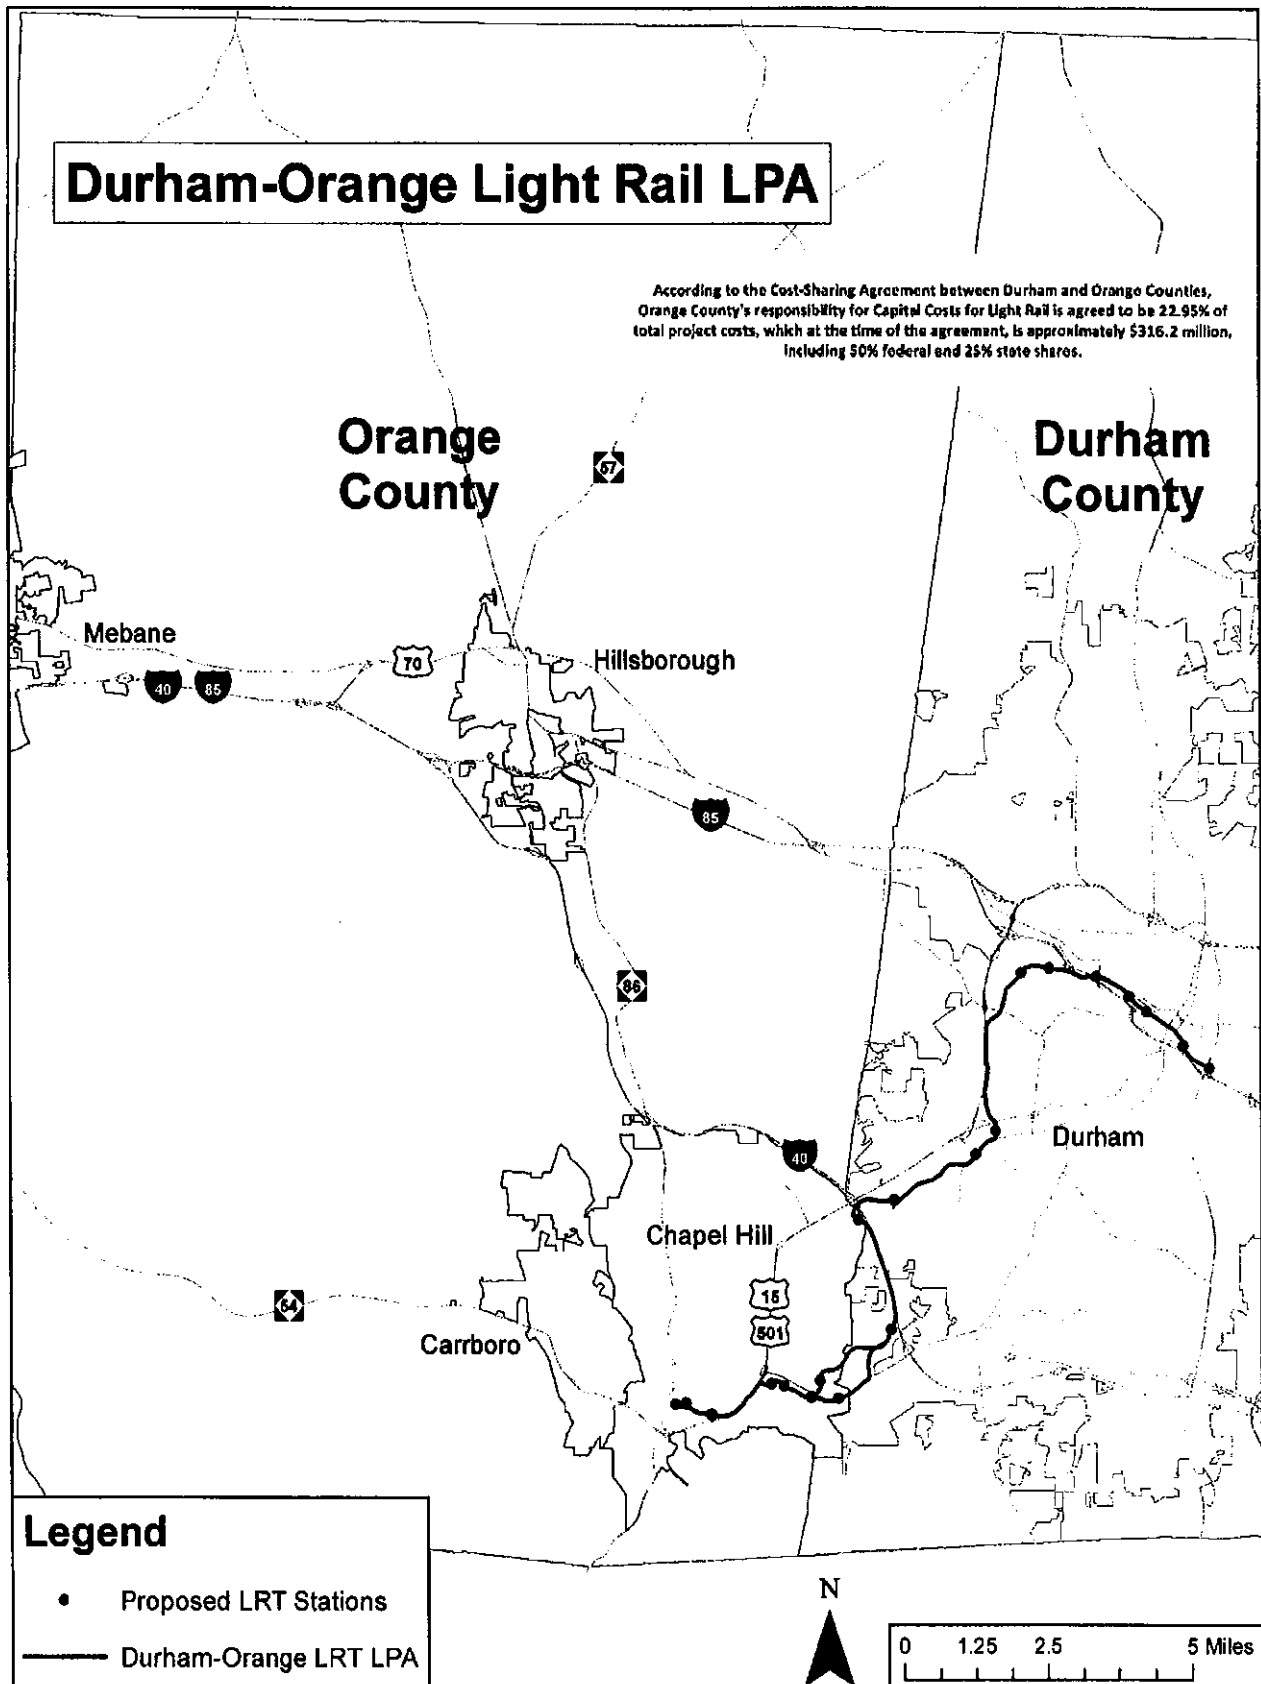 Durham-Orange Light Rail LPA
According to the Cost-Sharing Agreement between Durham and Orange Counties,
Orange County's responsibility for Capital Costs for Light Rail is agreed to be 22.95% of
total project costs, which at the time of the agreement, is approximately $316.2 million,
including 50% federal and 25% state shares.
Orange
County
Durham
County
57
Mebane
70
Hillsborough
40
85
85
86
40
Durham
Chapel Hill
15
501
54
Carrboro
Legend
Proposed LRT Stations
Durham-Orange LRT LPA
N
0 1.25 2.5 5 Miles